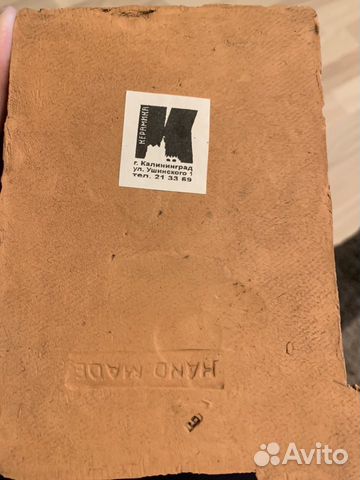 КЕРАМИКА
К
г. Калининград
ул. Ушинского 1
тел. 21 33 69
HAND MADE
Avito